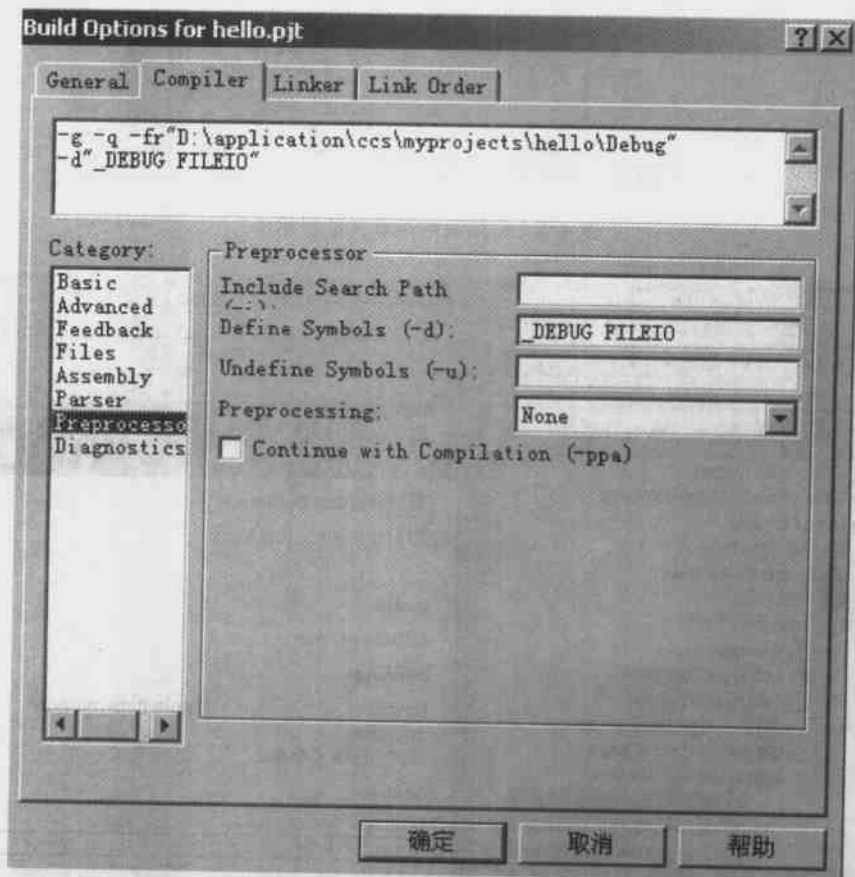 Build Options for hello.pjt
? ×
General Compiler Linker Link Order
-g -q -fr"D:\application\ccs\myprojects\hello\Debug"
-d"_DEBUG FILEIO"
Category:
Basic
Advanced
Feedback
Files
Assembly
Parser
Preprocesso
Diagnostics
Preprocessor
Include Search Path
(-i):
Define Symbols (-d):
_DEBUG FILEIO
Undefine Symbols (-u):
Preprocessing:
None
Continue with Compilation (-ppa)
确定
取消
帮助